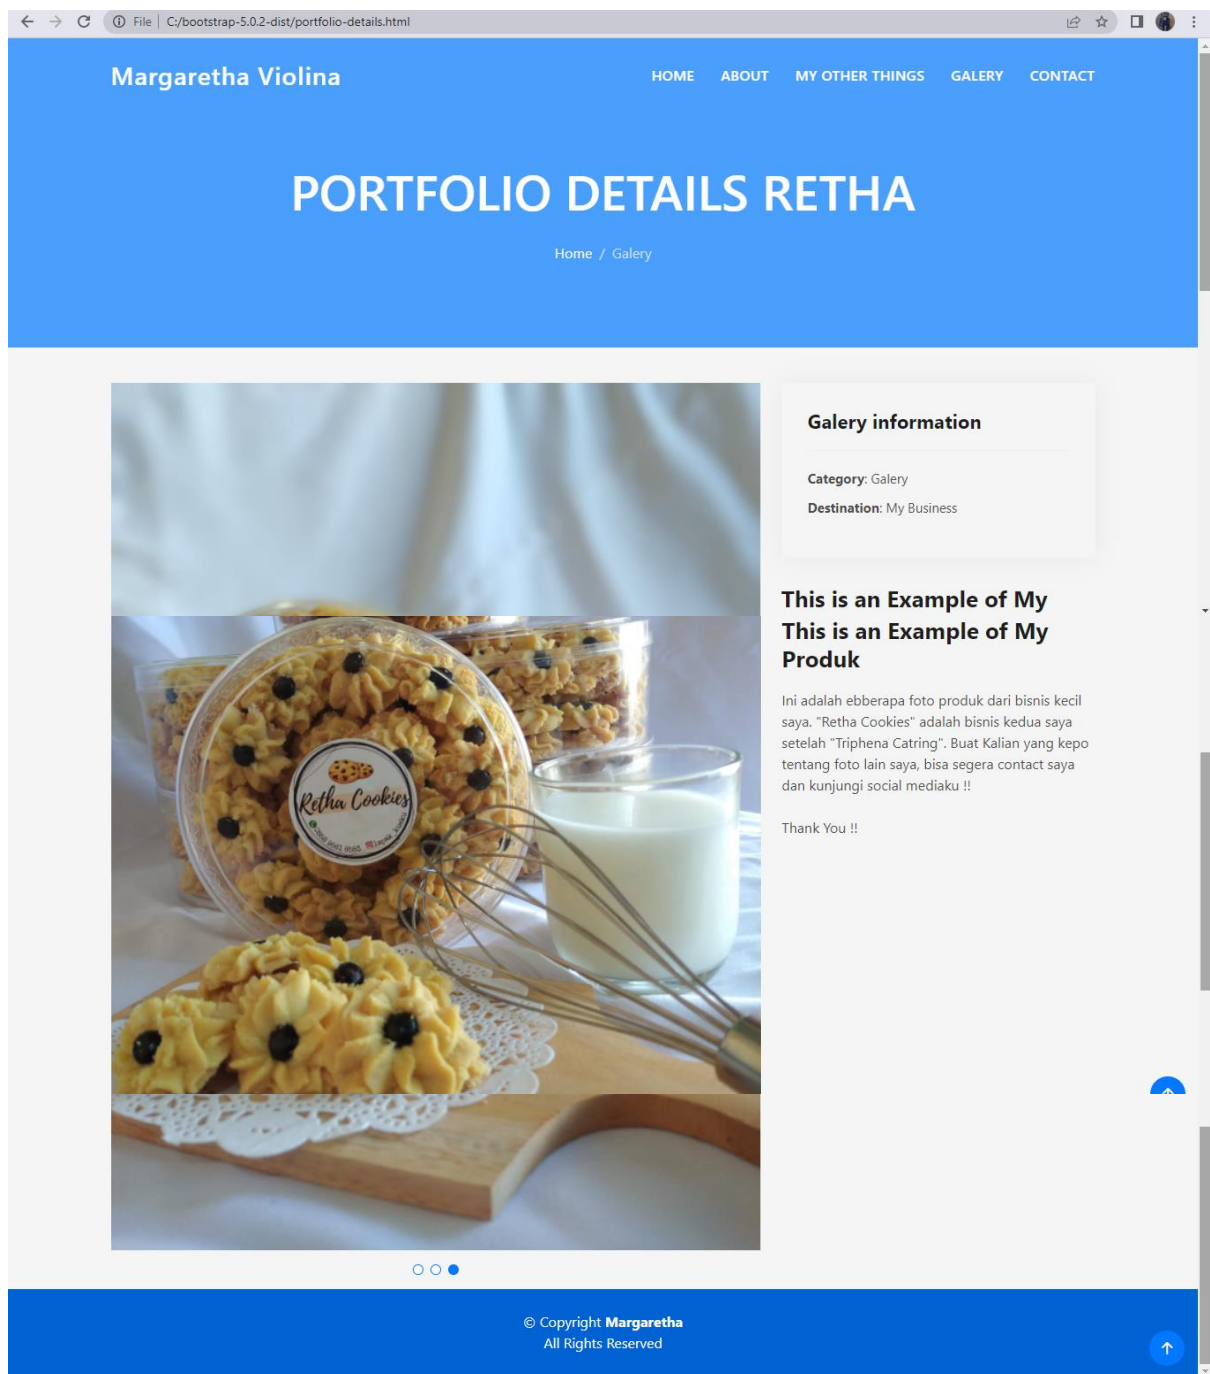 File
C:/bootstrap-5.0.2-dist/portfolio-details.html
Margaretha Violina
HOME ABOUT MY OTHER THINGS GALERY CONTACT
PORTFOLIO DETAILS RETHA
Home / Galery
Galery information
Category: Galery
Destination: My Business
This is an Example of My
This is an Example of My
Produk
Ini adalah ebberapa foto produk dari bisnis kecil
saya. "Retha Cookies" adalah bisnis kedua saya
setelah "Triphena Catring". Buat Kalian yang kepo
tentang foto lain saya, bisa segera contact saya
dan kunjungi social mediaku !!
Thank You !!
Retha Cookies
© Copyright Margaretha
All Rights Reserved